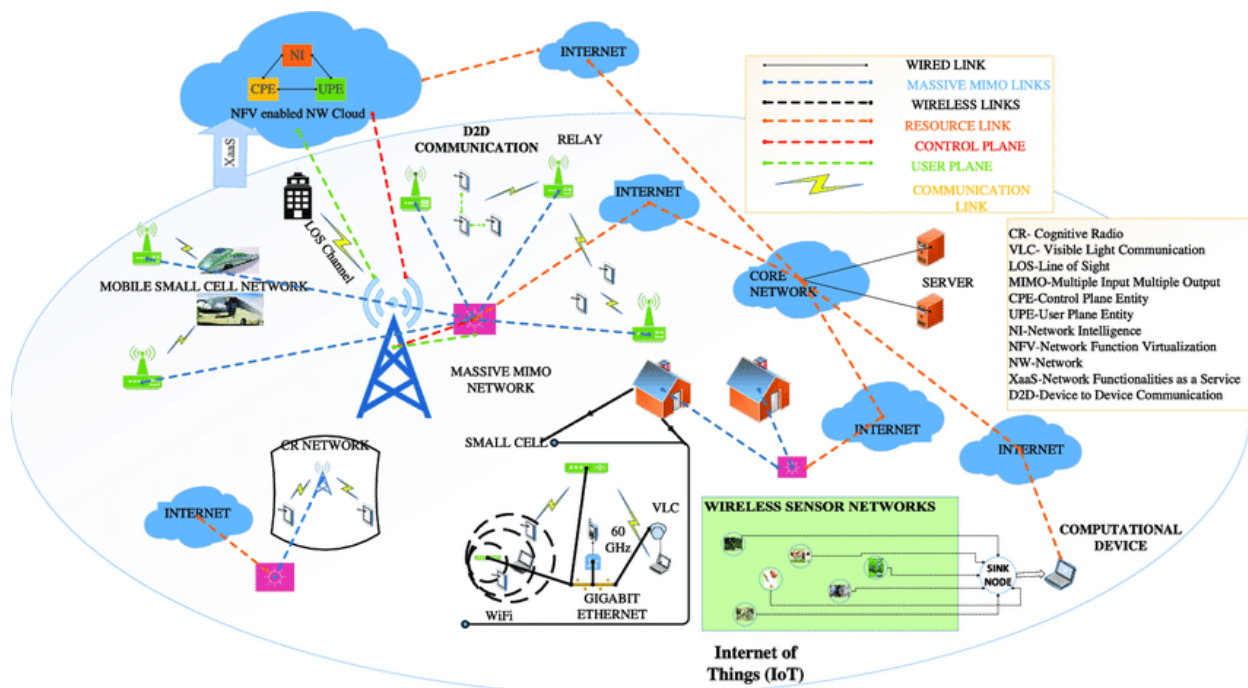 INTERNET
NI
CPE
UPE
NFV enabled NW Cloud
XaaS
D2D
COMMUNICATION
RELAY
LOS Channel
INTERNET
MOBILE SMALL CELL NETWORK
MASSIVE MIMO
NETWORK
CORE
NETWORK
SERVER
WIRED LINK
MASSIVE MIMO LINKS
WIRELESS LINKS
RESOURCE LINK
CONTROL PLANE
USER PLANE
COMMUNICATION
LINK
CR- Cognitive Radio
VLC- Visible Light Communication
LOS-Line of Sight
MIMO-Multiple Input Multiple Output
CPE-Control Plane Entity
UPE-User Plane Entity
NI-Network Intelligence
NFV-Network Function Virtualization
NW-Network
XaaS-Network Functionalities as a Service
D2D-Device to Device Communication
SMALL CELL
CR NETWORK
INTERNET
INTERNET
INTERNET
VLC
60
GHz
WiFi
GIGABIT
ETHERNET
WIRELESS SENSOR NETWORKS
SINK
NODE
COMPUTATIONAL
DEVICE
Internet of
Things (IoT)